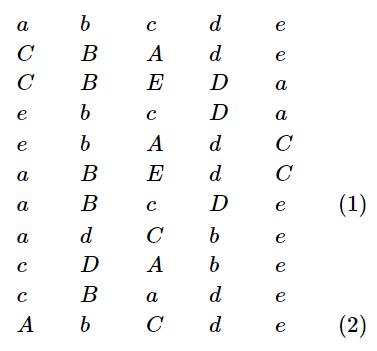 a b c d e
C B A d e
C B E D a
e b c D a
e b A d C
a B E d C
a B c D e (1)
a d C b e
c D A b e
c B a d e
A b C d e (2)